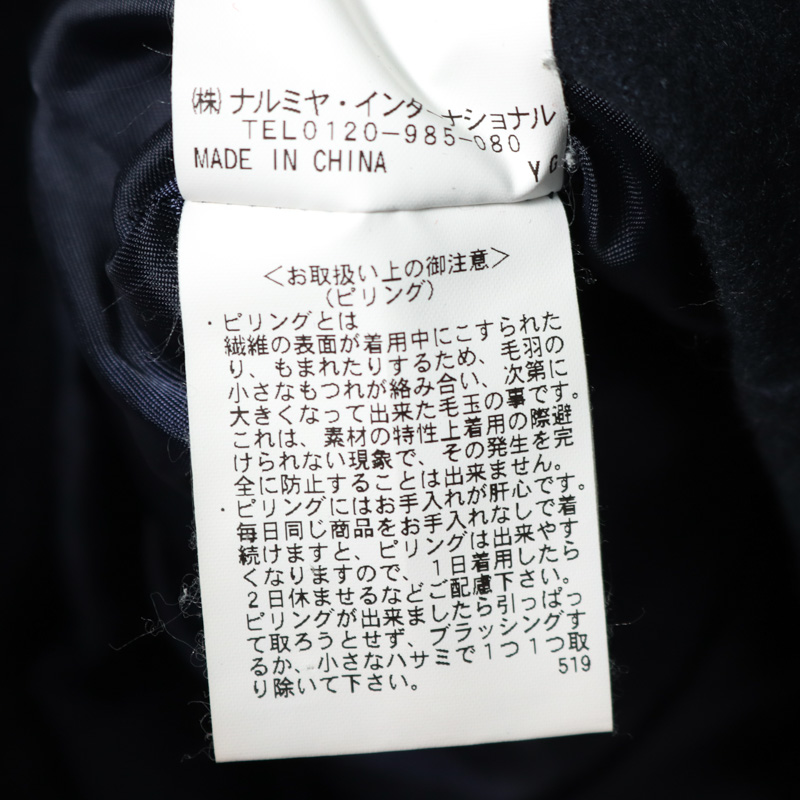 ㈱ナルミヤ・インターナショナル
TEL0120-985-080
MADE IN CHINA
YG
＜お取扱い上の御注意＞
(ピリング)
・ピリングとは
繊維の表面が着用中にこすられた
り、もまれたりするため、毛羽の
小さなもつれが絡み合い、次第に
大きくなって出来た毛玉の事です。
これは、素材の特性上着用の際避
けられない現象で、その発生を完
全に防止することは出来ません。
・ピリングにはお手入れが肝心です。
毎日同じ商品をお手入れなしで着
続けますと、ピリングは出来やす
くなりますので、1日着用したら
2日休ませるなどご配慮下さい。
ピリングが出来ましたら引っぱっ
て取ろうとせず、ブラッシングす
るか、小さなハサミで1つ1つ取
り除いて下さい。
519